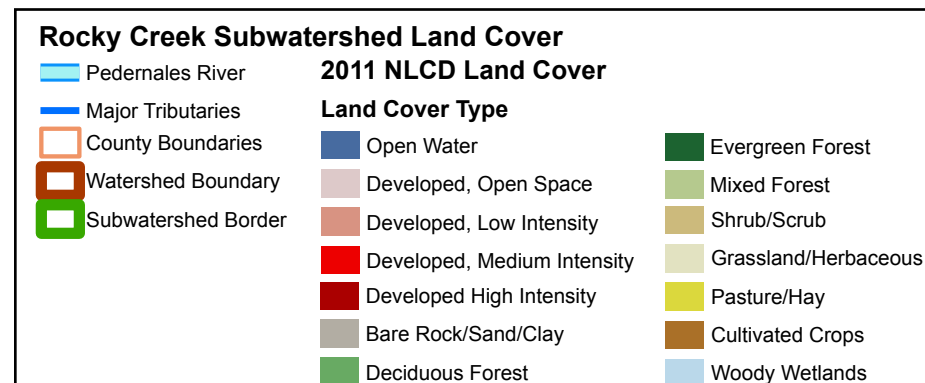 Rocky Creek Subwatershed Land Cover
Pedernales River
Major Tributaries
County Boundaries
Watershed Boundary
Subwatershed Border
2011 NLCD Land Cover
Land Cover Type
Open Water
Developed, Open Space
Developed, Low Intensity
Developed, Medium Intensity
Developed High Intensity
Bare Rock/Sand/Clay
Deciduous Forest
Evergreen Forest
Mixed Forest
Shrub/Scrub
Grassland/Herbaceous
Pasture/Hay
Cultivated Crops
Woody Wetlands